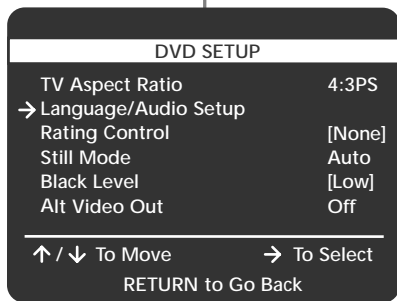 DVD SETUP
TV Aspect Ratio 4:3PS
→ Language/Audio Setup
Rating Control [None]
Still Mode Auto
Black Level [Low]
Alt Video Out Off
↑/↓ To Move → To Select
RETURN to Go Back